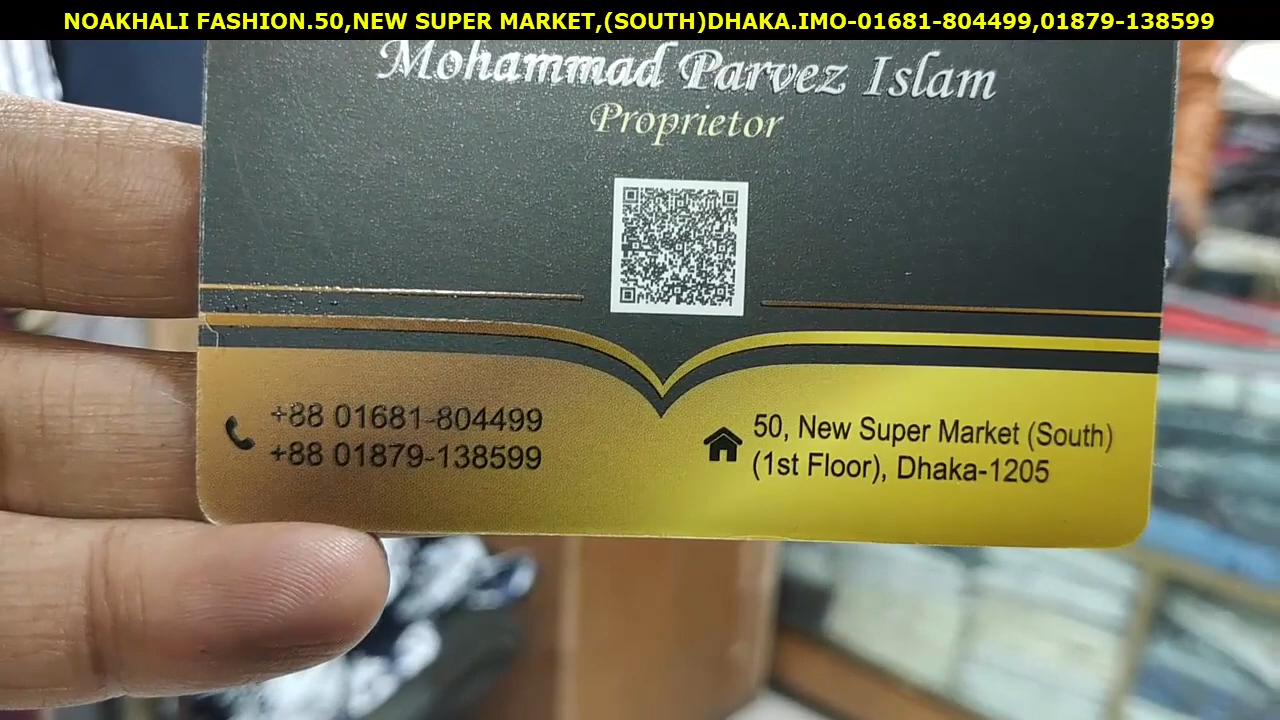 NOAKHALI FASHION.50,NEW SUPER MARKET,(SOUTH)DHAKA.IMO-01681-804499,01879-138599
Mohammad Parvez Islam
Proprietor
+88 01681-804499
+88 01879-138599
50, New Super Market (South)
(1st Floor), Dhaka-1205